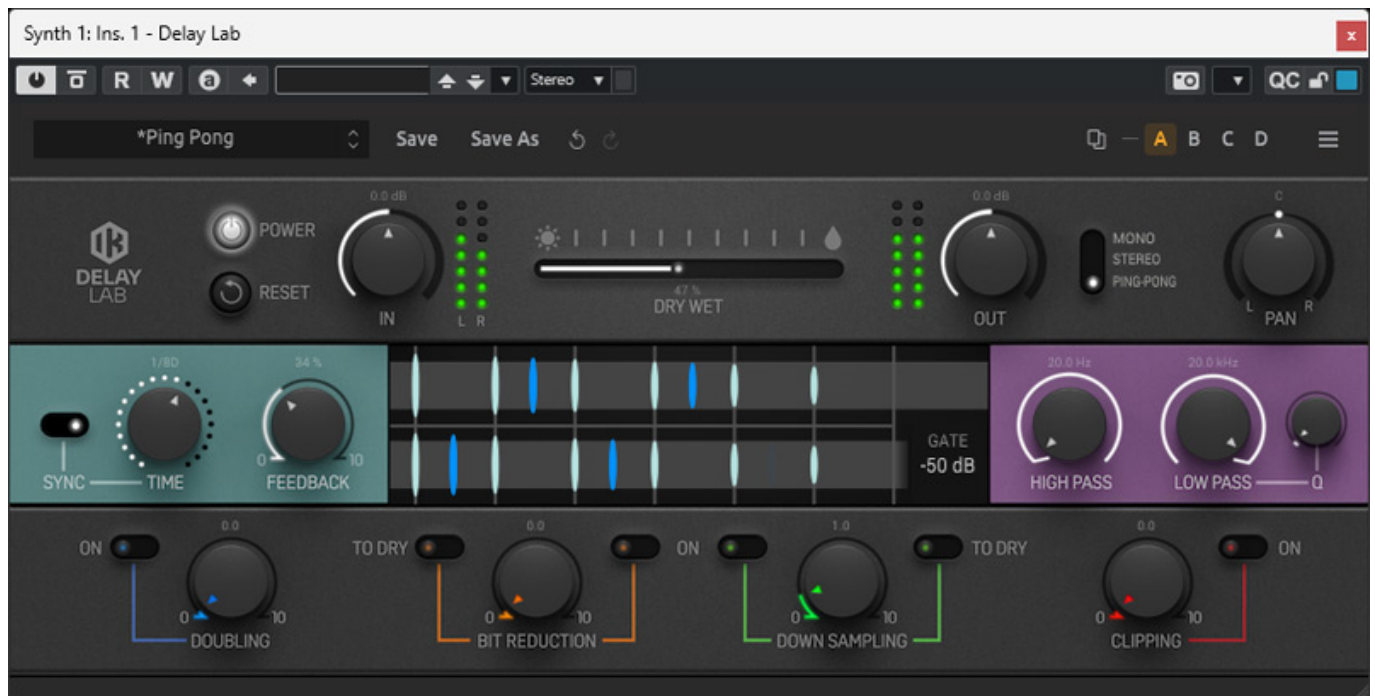 Synth 1: Ins. 1 - Delay Lab
x
R W a Stereo QC
*Ping Pong Save Save As A B C D
0.0 dB 0.0 dB C
POWER
MONO
DELAY
STEREO
LAB
RESET
PING-PONG
47 %
DRY WET
IN L R OUT L R PAN
1/8D 34 % 20.0 Hz 20.0 kHz
GATE
0 10 -50 dB
SYNC TIME FEEDBACK HIGH PASS LOW PASS Q
0.0 0.0 1.0 0.0
ON TO DRY ON TO DRY ON
0 10 0 10 0 10 0 10
DOUBLING BIT REDUCTION DOWN SAMPLING CLIPPING